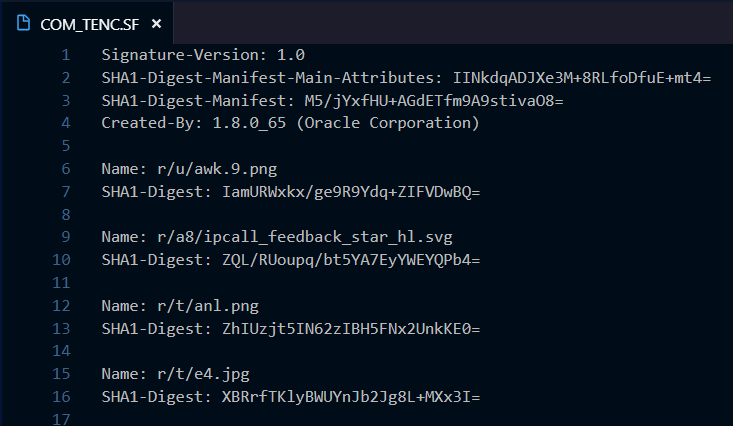 COM_TENC.SF ×
1 Signature-Version: 1.0
2 SHA1-Digest-Manifest-Main-Attributes: IINkdqADJXe3M+8RLfoDfuE+mt4=
3 SHA1-Digest-Manifest: M5/jYxfHU+AGdETfm9A9stivaO8=
4 Created-By: 1.8.0_65 (Oracle Corporation)
5
6 Name: r/u/awk.9.png
7 SHA1-Digest: IamURWxkx/ge9R9Ydq+ZIFVDwBQ=
8
9 Name: r/a8/ipcall_feedback_star_hl.svg
10 SHA1-Digest: ZQL/RUoupq/bt5YA7EyYWEYQPb4=
11
12 Name: r/t/anl.png
13 SHA1-Digest: ZhIUzjt5IN62zIBH5FNx2UnkKE0=
14
15 Name: r/t/e4.jpg
16 SHA1-Digest: XBRrfTKlyBWUYnJb2Jg8L+MXx3I=
17